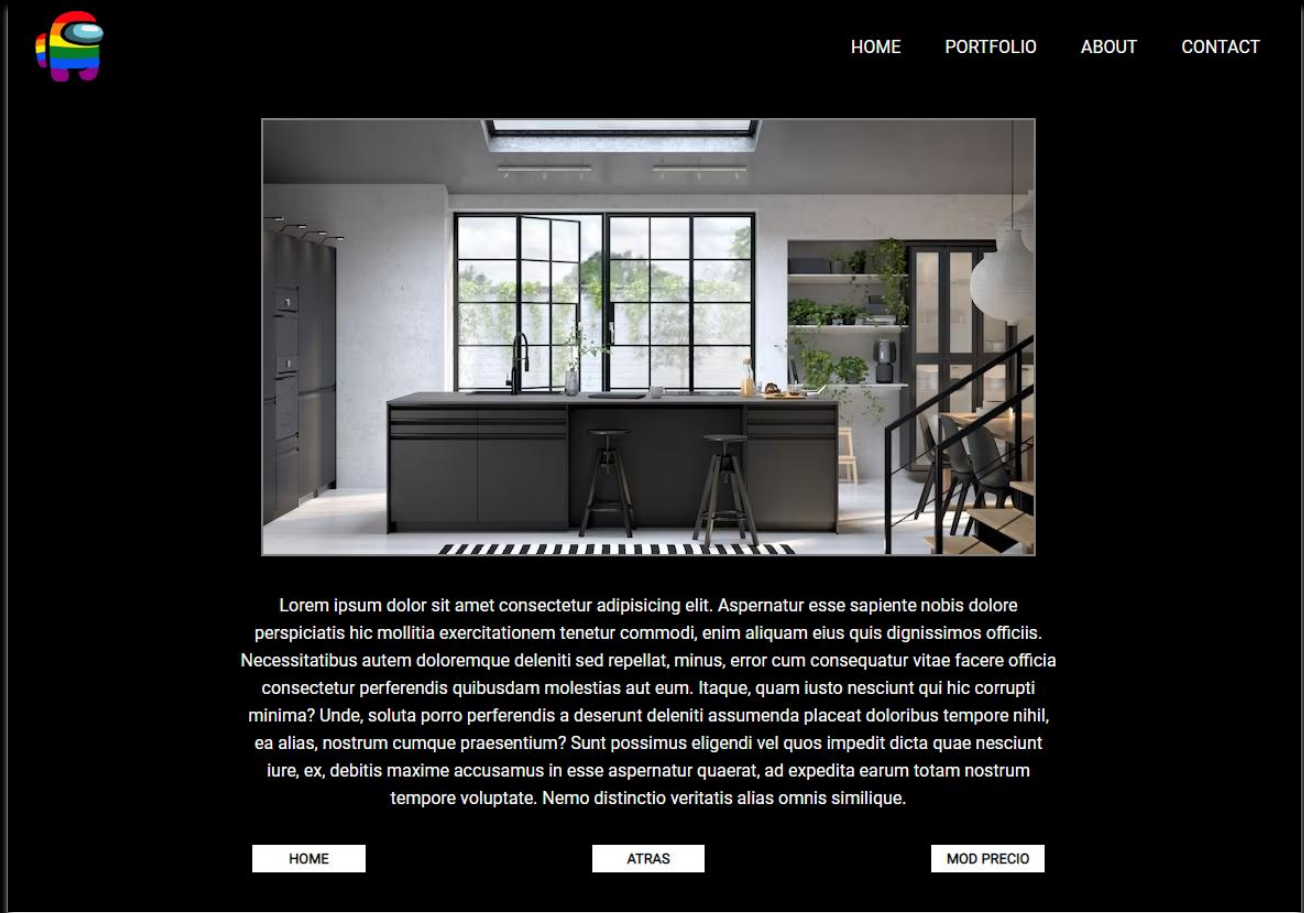 HOME PORTFOLIO ABOUT CONTACT
Lorem ipsum dolor sit amet consectetur adipisicing elit. Aspernatur esse sapiente nobis dolore
perspiciatis hic mollitia exercitationem tenetur commodi, enim aliquam eius quis dignissimos officiis.
Necessitatibus autem doloremque deleniti sed repellat, minus, error cum consequatur vitae facere officia
consectetur perferendis quibusdam molestias aut eum. Itaque, quam iusto nesciunt qui hic corrupti
minima? Unde, soluta porro perferendis a deserunt deleniti assumenda placeat doloribus tempore nihil,
ea alias, nostrum cumque praesentium? Sunt possimus eligendi vel quos impedit dicta quae nesciunt
iure, ex, debitis maxime accusamus in esse aspernatur quaerat, ad expedita earum totam nostrum
tempore voluptate. Nemo distinctio veritatis alias omnis similique.
HOME ATRAS MOD PRECIO